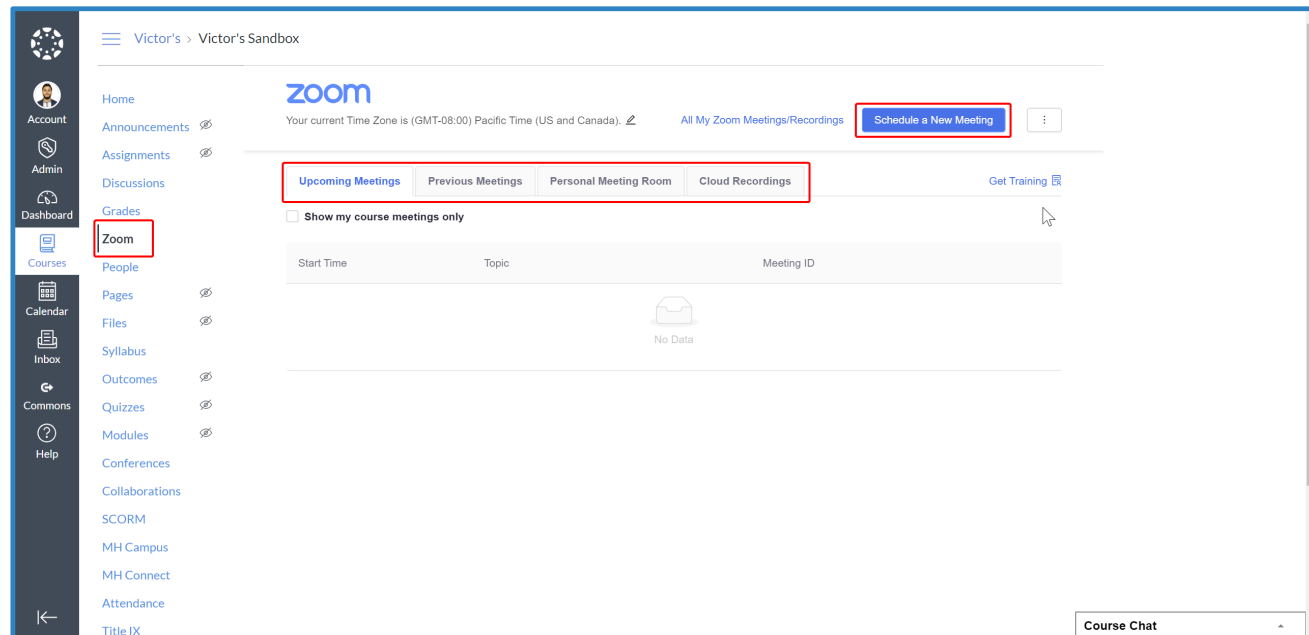 Victor's > Victor's Sandbox
Account
Admin
Dashboard
Courses
Calendar
Inbox
Commons
Help
Home
Announcements
Assignments
Discussions
Grades
Zoom
People
Pages
Files
Syllabus
Outcomes
Quizzes
Modules
Conferences
Collaborations
SCORM
MH Campus
MH Connect
Attendance
Title IX
zoom
Your current Time Zone is (GMT-08:00) Pacific Time (US and Canada).
All My Zoom Meetings/Recordings
Schedule a New Meeting
Upcoming Meetings
Previous Meetings
Personal Meeting Room
Cloud Recordings
Get Training
Show my course meetings only
Start Time
Topic
Meeting ID
No Data
Course Chat